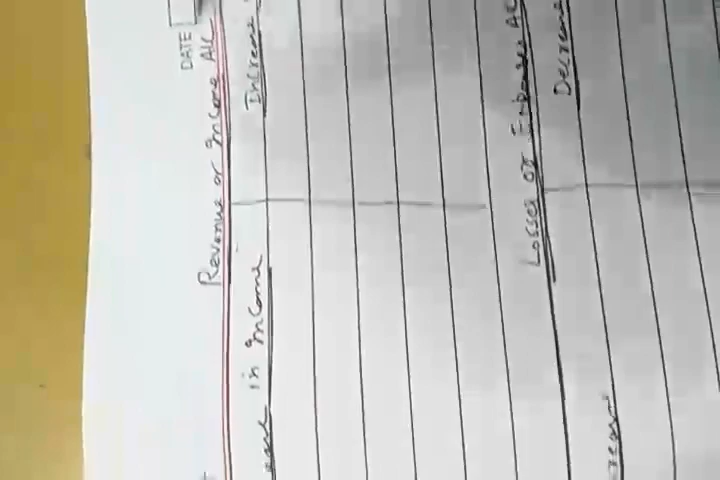 DATE
Revenue or Income A/c
in Income Increase
Losses or Expenses A/c
Decrease